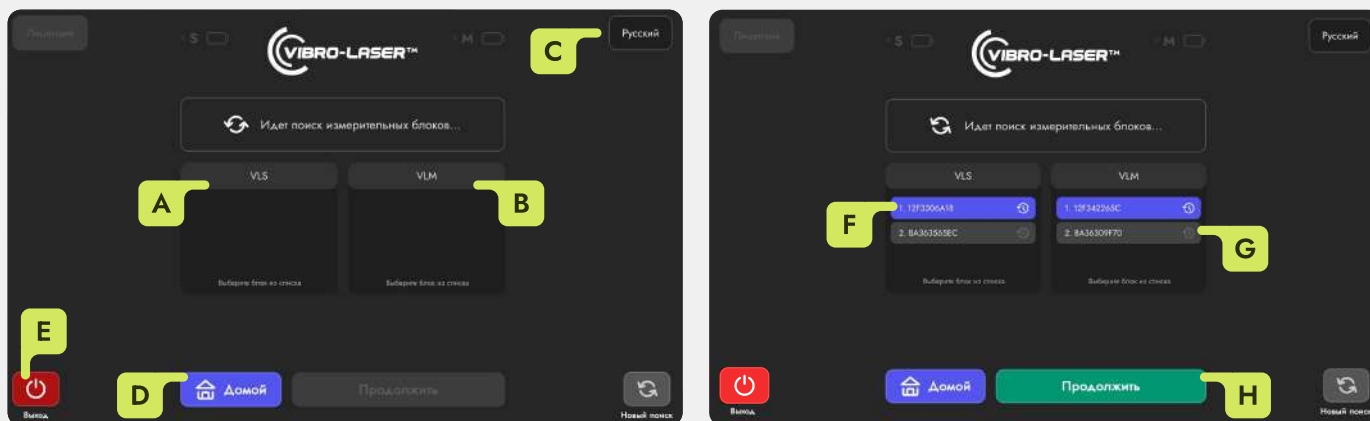 Лицензия
S
VIBRO-LASER™
M
C
Русский
Идет поиск измерительных блоков...
A
VLS
VLM
B
Выберите блок из списка
Выберите блок из списка
E
D
Домой
Продолжить
Выход
Новый поиск
Лицензия
S
VIBRO-LASER™
M
Русский
Идет поиск измерительных блоков...
VLS
VLM
F
1. 12F3306A18
1. 12F342265C
2. 8A363565EC
2. 8A36309F70
G
Выберите блок из списка
Выберите блок из списка
Домой
Продолжить
H
Выход
Новый поиск